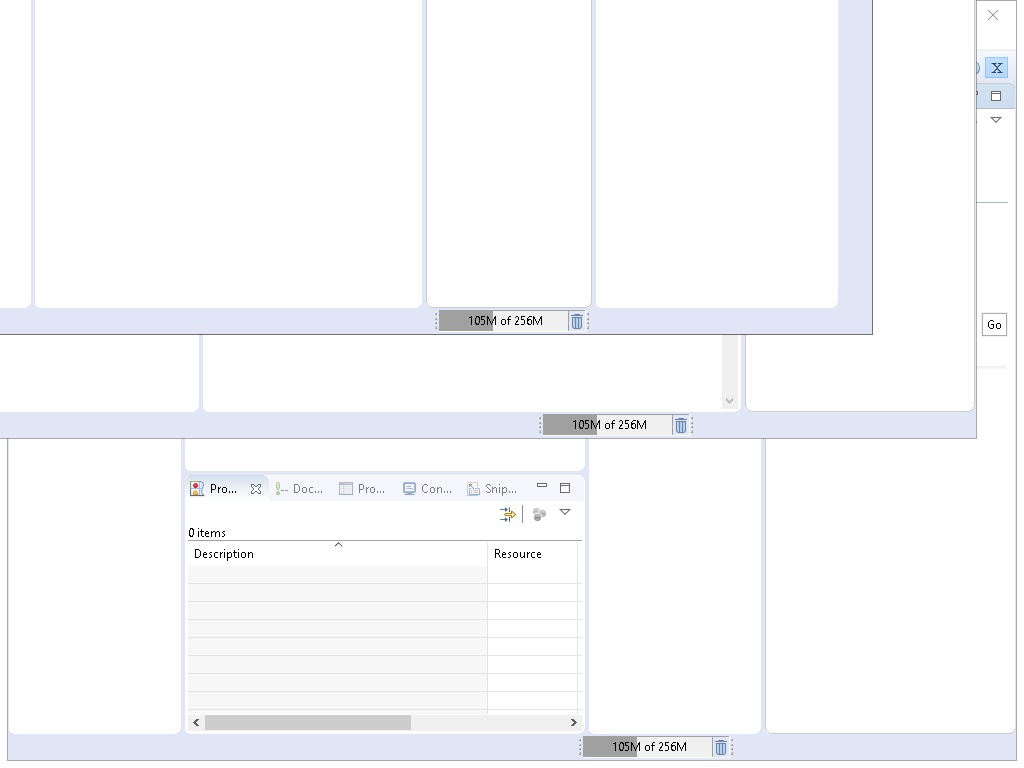 X
105M of 256M
Go
105M of 256M
Pro... Doc... Pro... Con... Snip...
0 items
Description Resource
105M of 256M